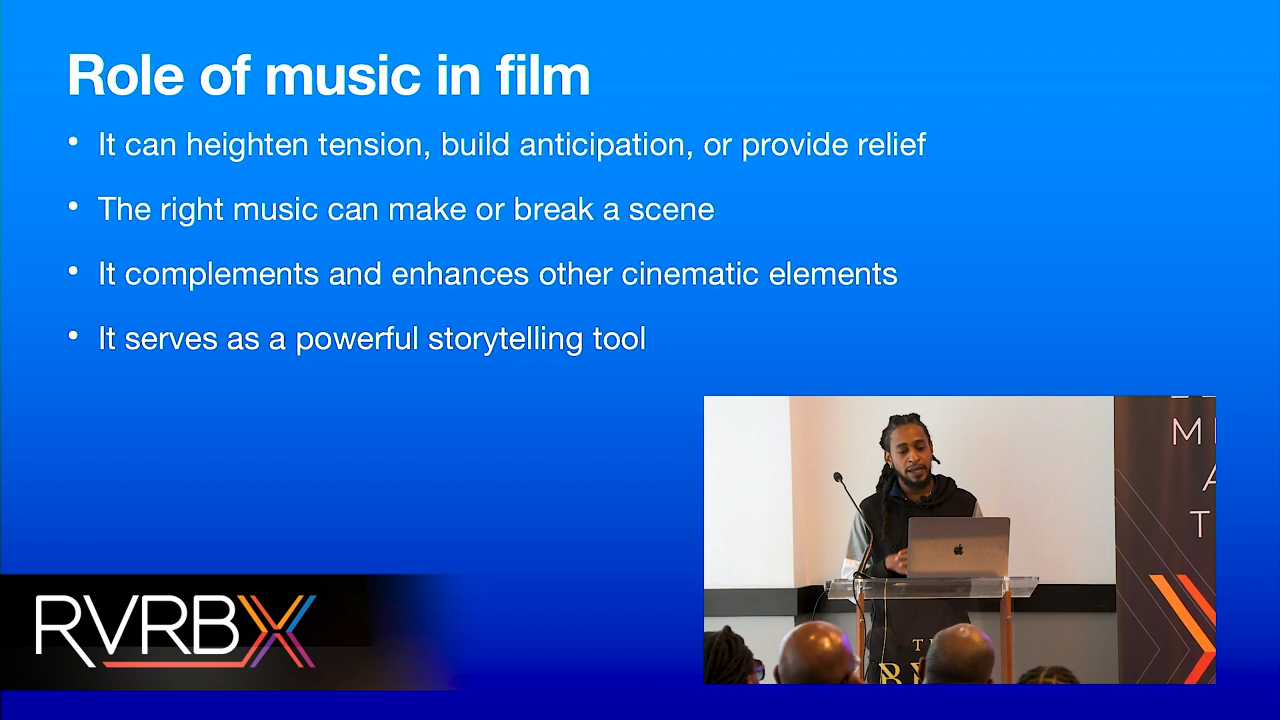 Role of music in film
• It can heighten tension, build anticipation, or provide relief
• The right music can make or break a scene
• It complements and enhances other cinematic elements
• It serves as a powerful storytelling tool
RVRBX